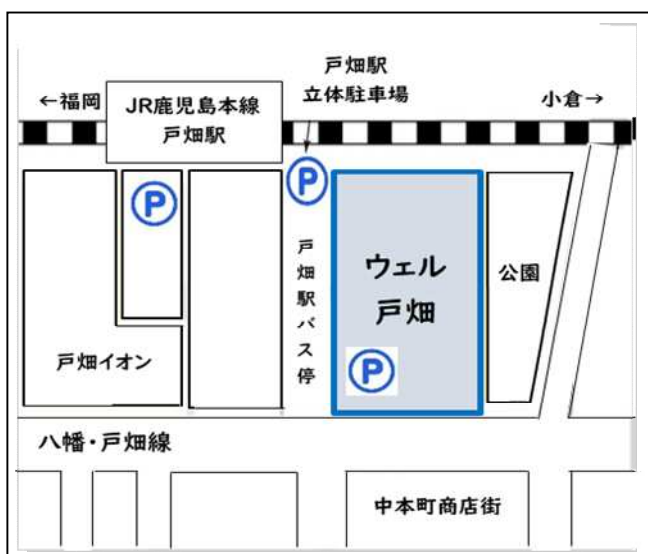 戸畑駅
立体駐車場
←福岡
JR鹿児島本線
戸畑駅
小倉→
P
P
戸畑駅バス停
ウェル
戸畑
公園
戸畑イオン
P
八幡・戸畑線
中本町商店街